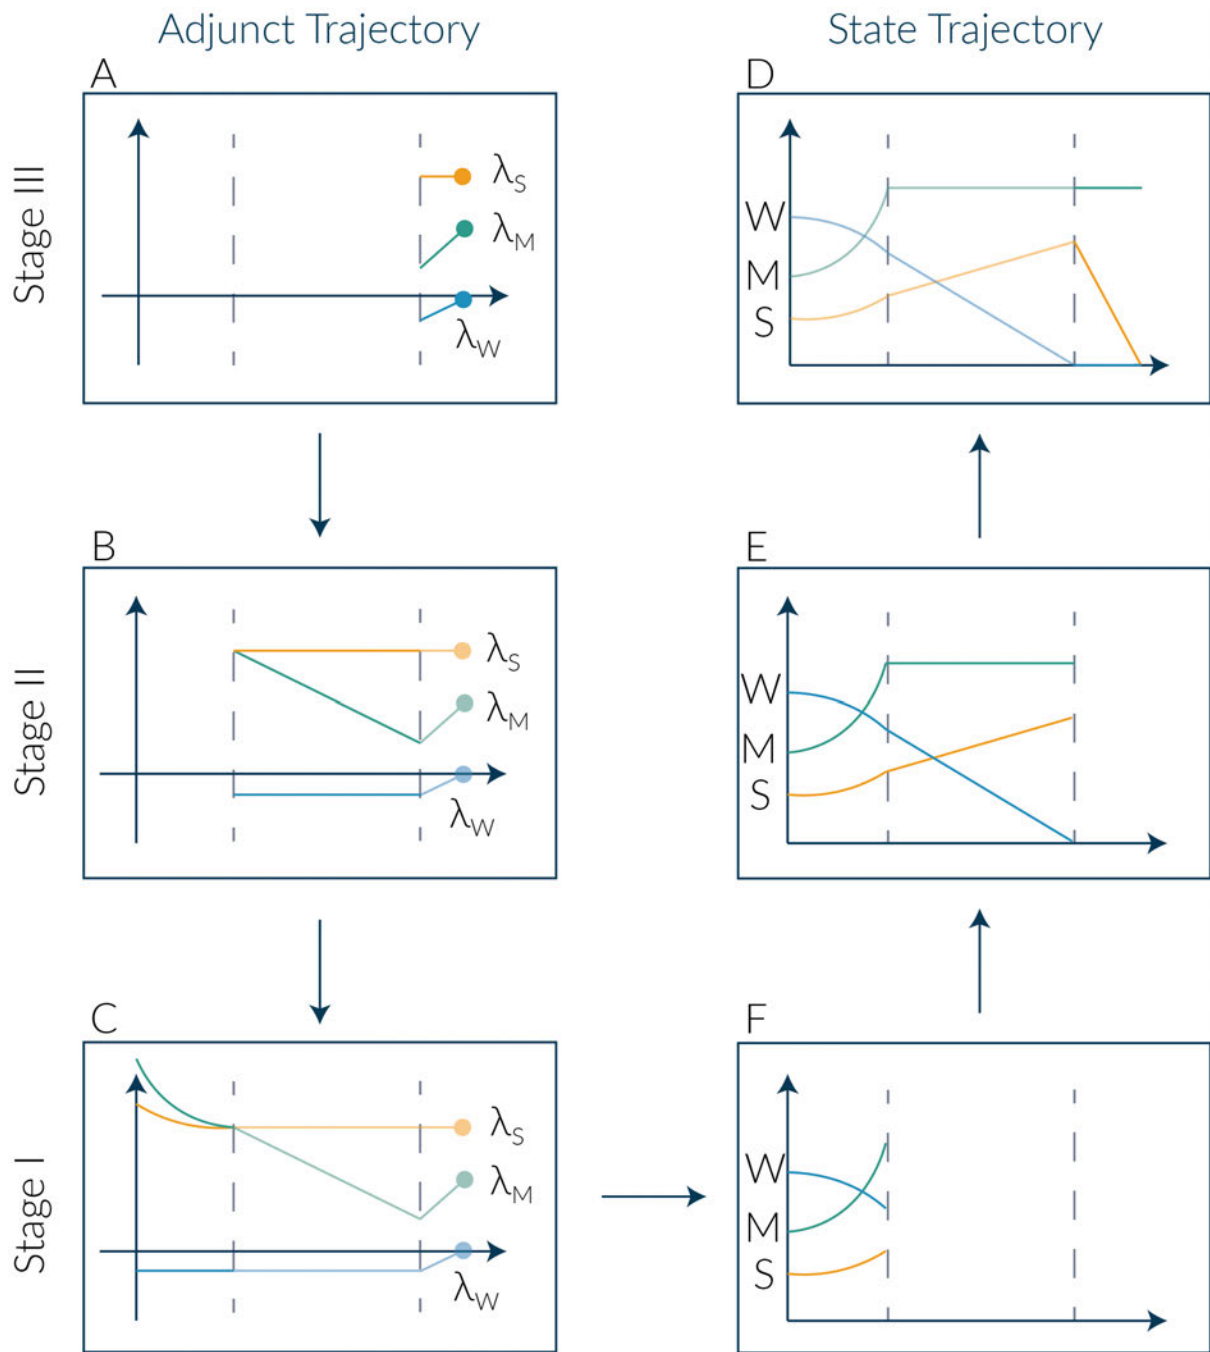 Adjunct Trajectory
State Trajectory
Stage III
A
λS
λM
λW
D
W
M
S
Stage II
B
λS
λM
λW
E
W
M
S
Stage I
C
λS
λM
λW
F
W
M
S